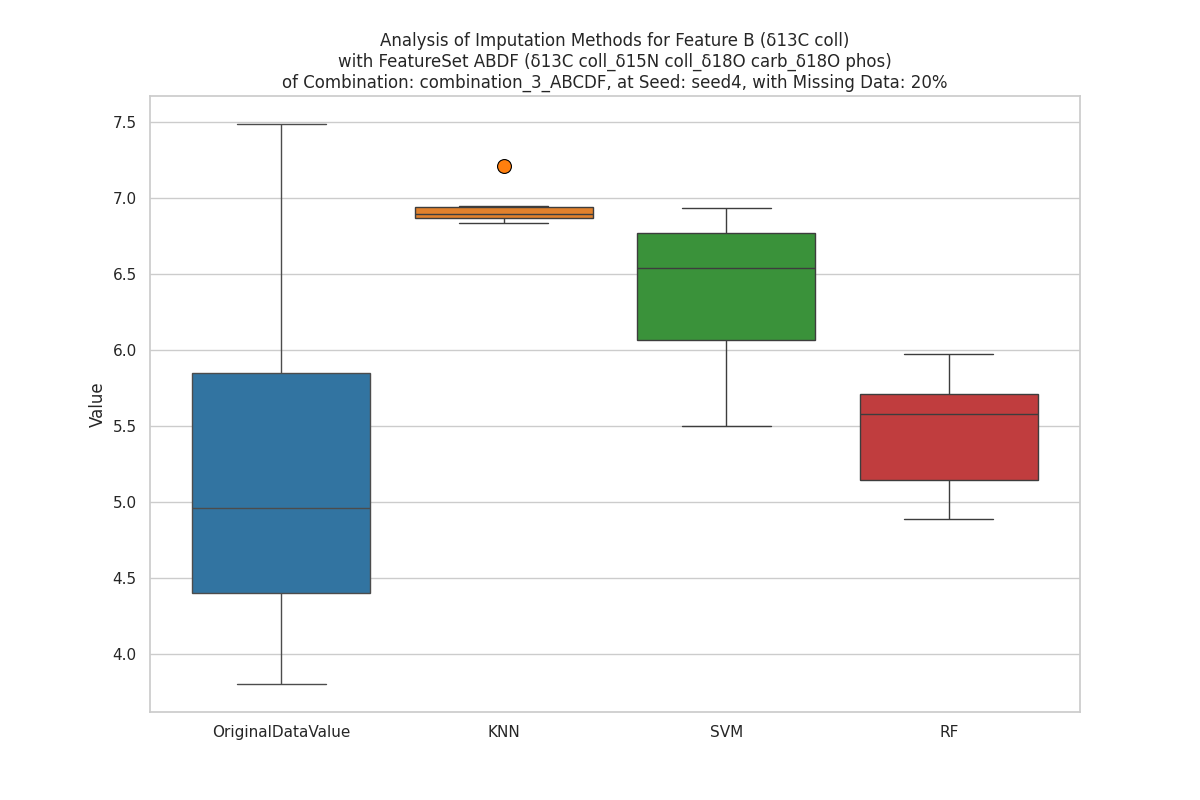 Analysis of Imputation Methods for Feature B (δ13C coll)
with FeatureSet ABDF (δ13C coll_δ15N coll_δ18O carb_δ18O phos)
of Combination: combination_3_ABCDF, at Seed: seed4, with Missing Data: 20%
7.5
7.0
6.5
6.0
5.5
5.0
4.5
4.0
Value
OriginalDataValue
KNN
SVM
RF